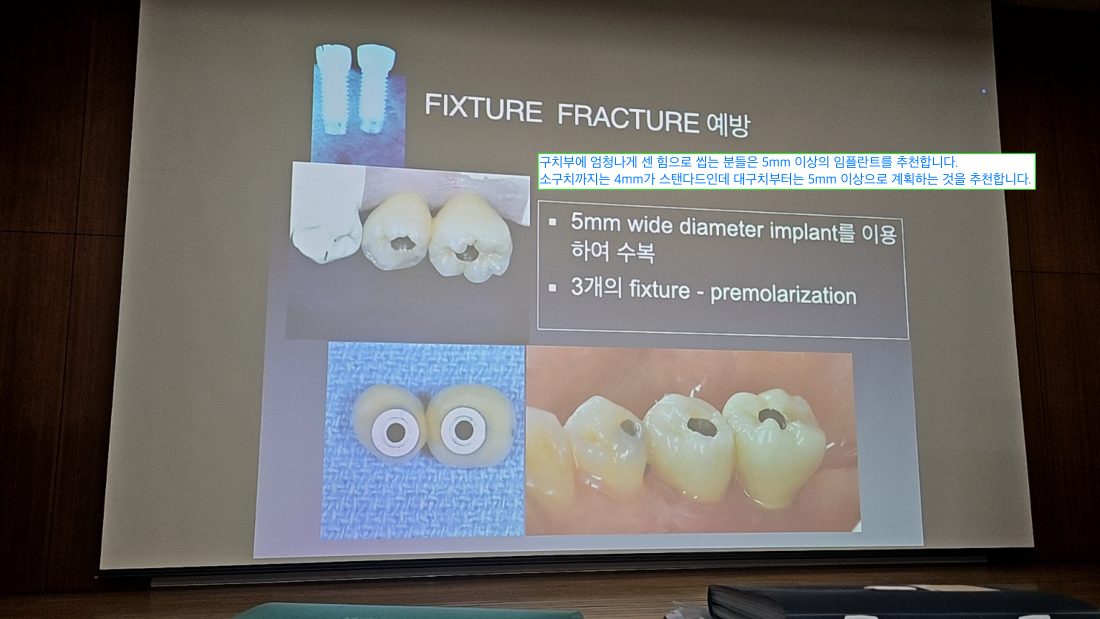 FIXTURE FRACTURE 예방
구치부에 엄청나게 센 힘으로 씹는 분들은 5mm 이상의 임플란트를 추천합니다.
소구치까지는 4mm가 스탠다드인데 대구치부터는 5mm 이상으로 계획하는 것을 추천합니다.
▪ 5mm wide diameter implant를 이용
하여 수복
▪ 3개의 fixture - premolarization